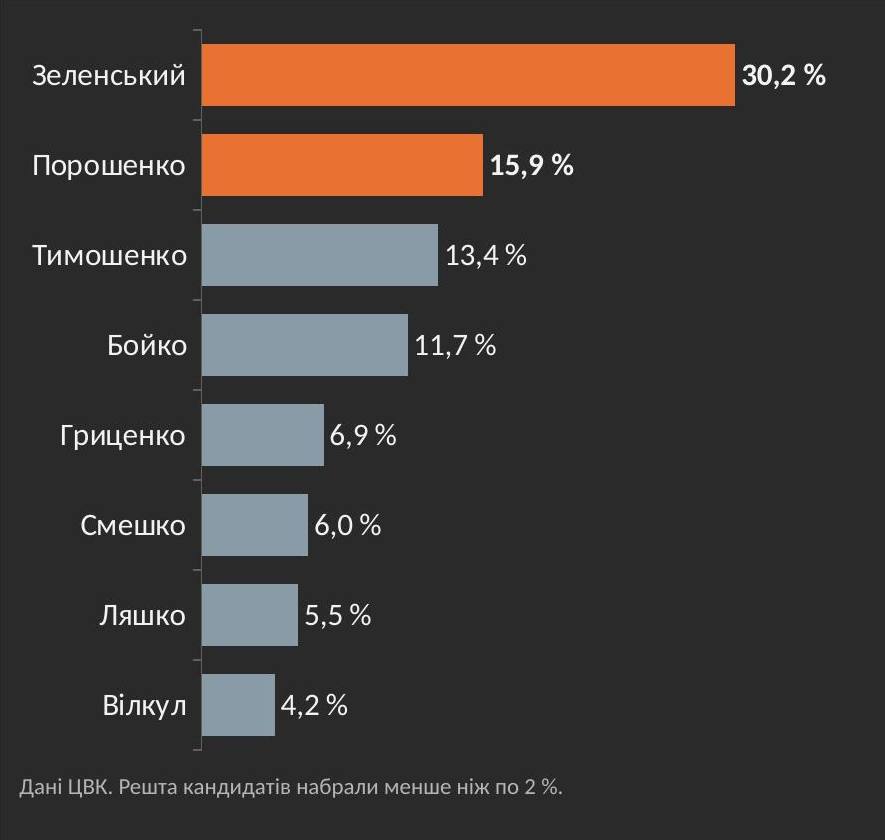 Зеленський 30,2 %
Порошенко 15,9 %
Тимошенко 13,4 %
Бойко 11,7 %
Гриценко 6,9 %
Смешко 6,0 %
Ляшко 5,5 %
Вілкул 4,2 %
Дані ЦВК. Решта кандидатів набрали менше ніж по 2 %.